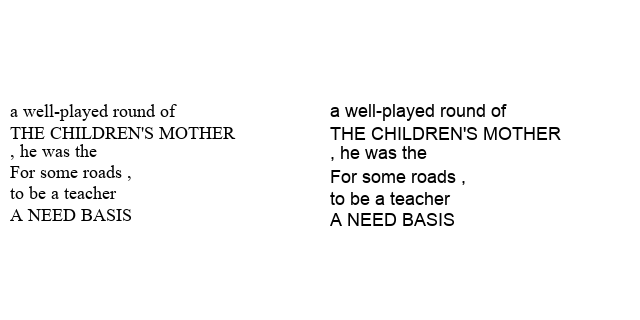 a well-played round of
THE CHILDREN'S MOTHER
, he was the
For some roads ,
to be a teacher
A NEED BASIS
a well-played round of
THE CHILDREN'S MOTHER
, he was the
For some roads ,
to be a teacher
A NEED BASIS